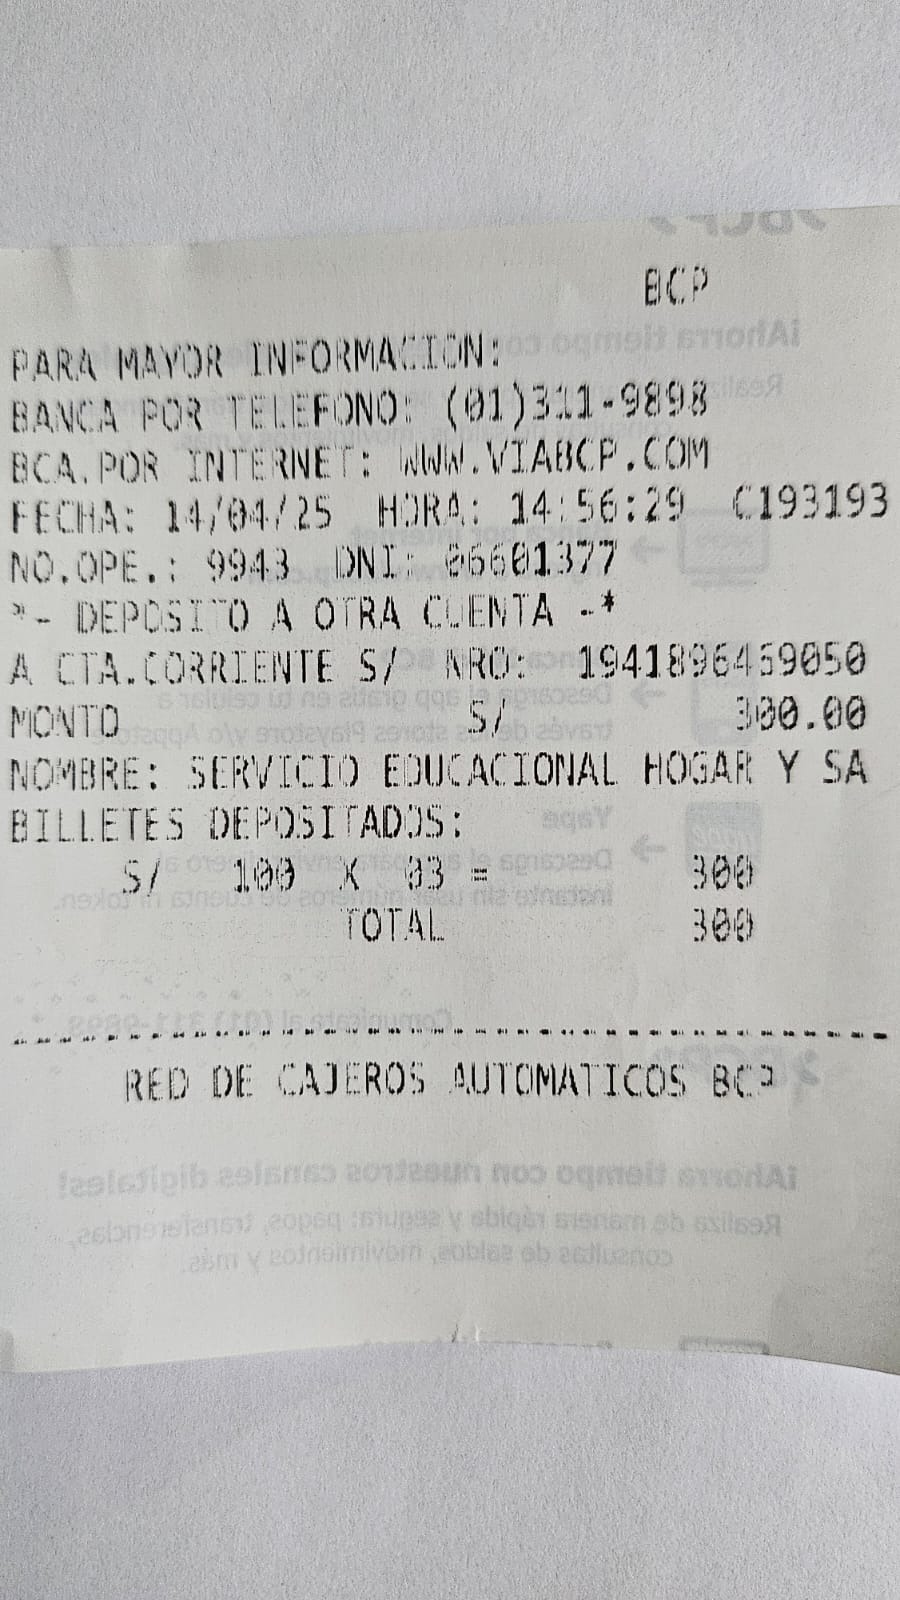 BCP
PARA MAYOR INFORMACION:
BANCA POR TELEFONO: (01)311-9898
BCA.POR INTERNET: WWW.VIABCP.COM
FECHA: 14/04/25 HORA: 14:56:29 C193193
NO.OPE.: 9943 DNI: 06601377
*- DEPOSITO A OTRA CUENTA -*
A CTA.CORRIENTE S/ NRO: 1941896459050
MONTO S/ 300.00
NOMBRE: SERVICIO EDUCACIONAL HOGAR Y SA
BILLETES DEPOSITADOS:
S/ 100 X 03 = 300
TOTAL 300
--------------------------------
RED DE CAJEROS AUTOMATICOS BCP